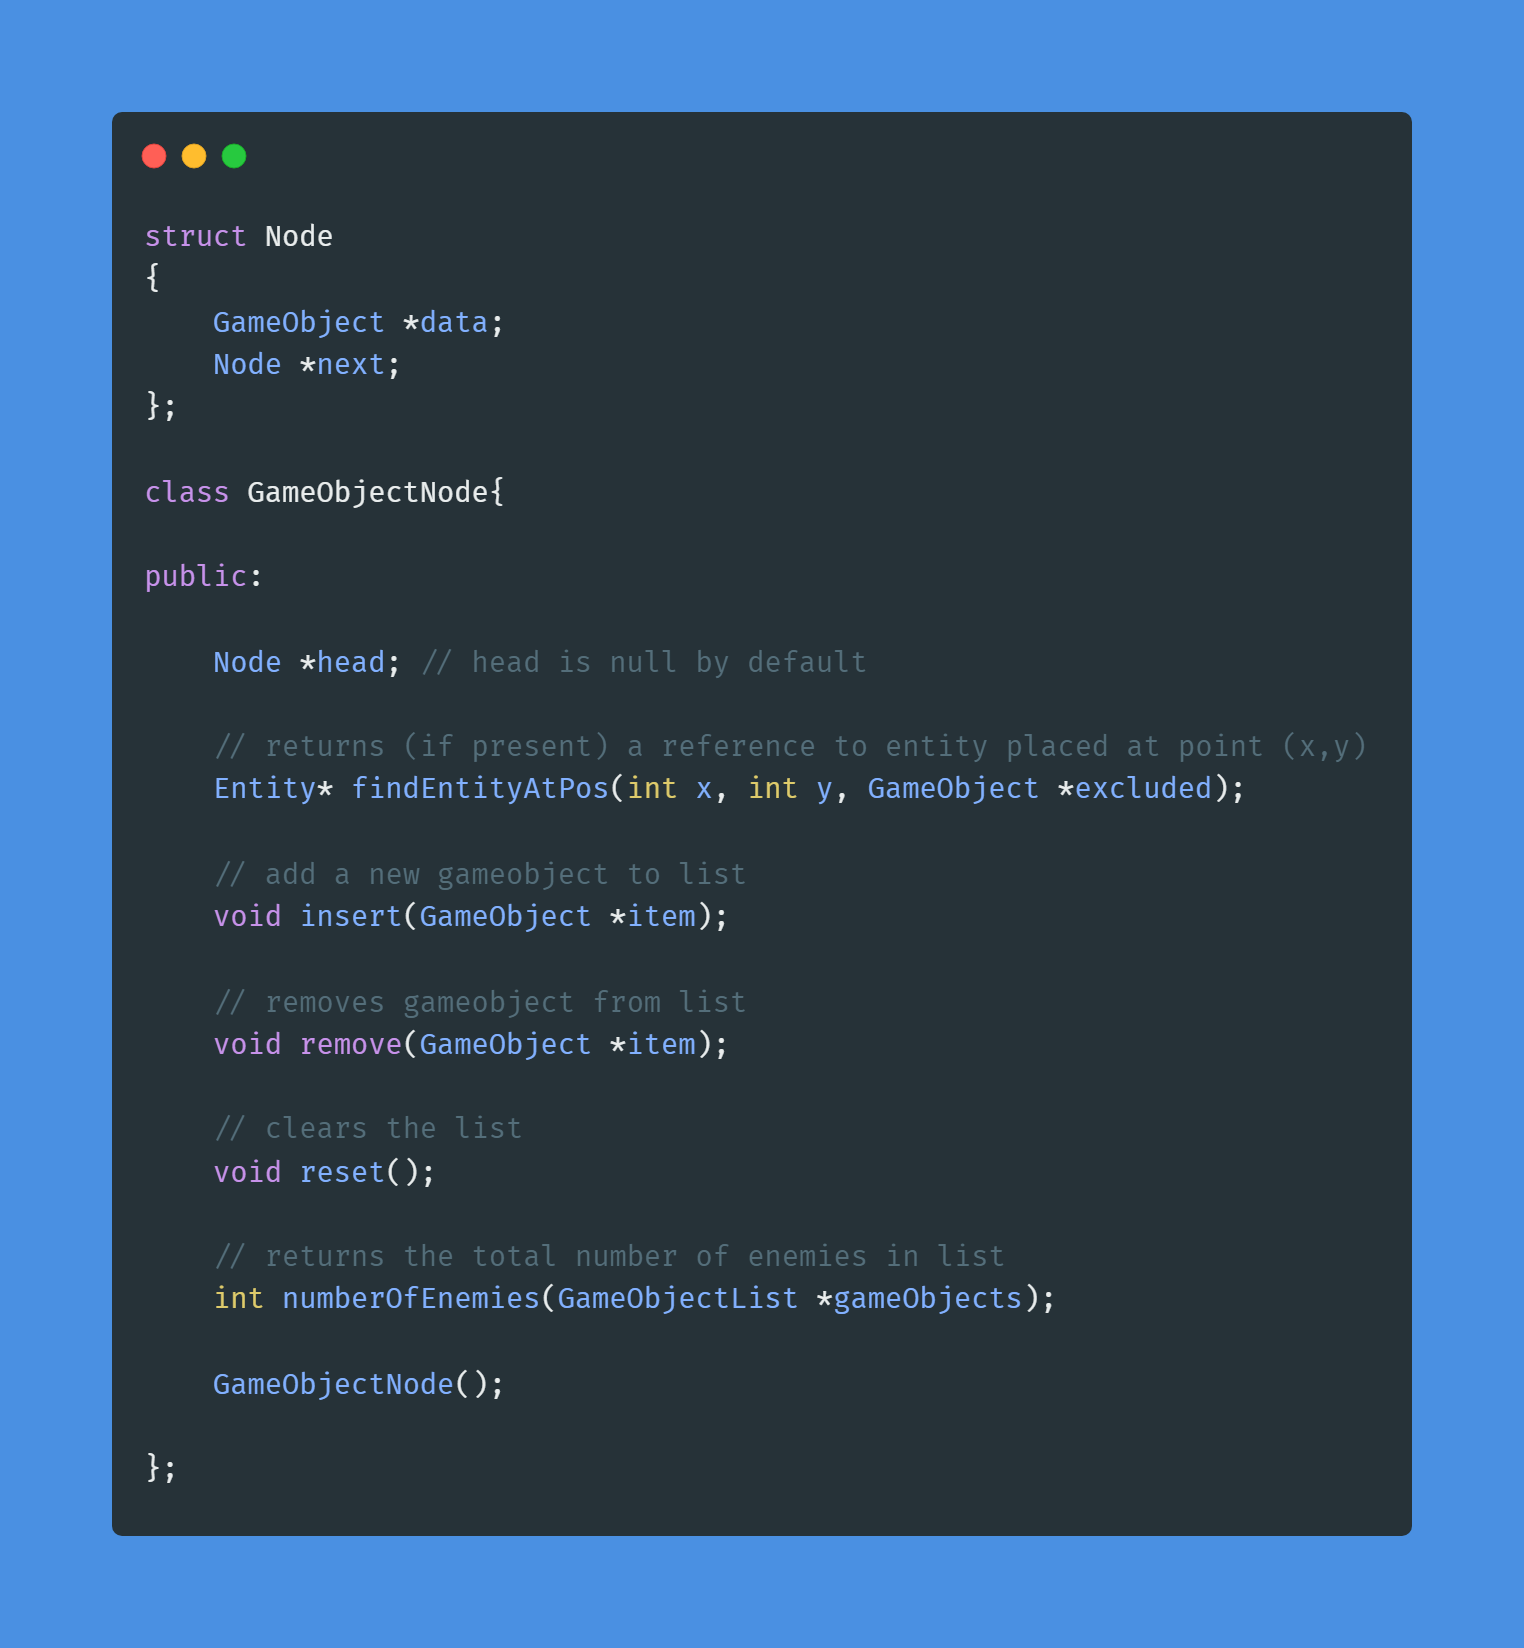 struct Node
{
    GameObject *data;
    Node *next;
};
class GameObjectNode{
public:
    Node *head; // head is null by default
    // returns (if present) a reference to entity placed at point (x,y)
    Entity* findEntityAtPos(int x, int y, GameObject *excluded);
    // add a new gameobject to list
    void insert(GameObject *item);
    // removes gameobject from list
    void remove(GameObject *item);
    // clears the list
    void reset();
    // returns the total number of enemies in list
    int numberOfEnemies(GameObjectList *gameObjects);
    GameObjectNode();
};